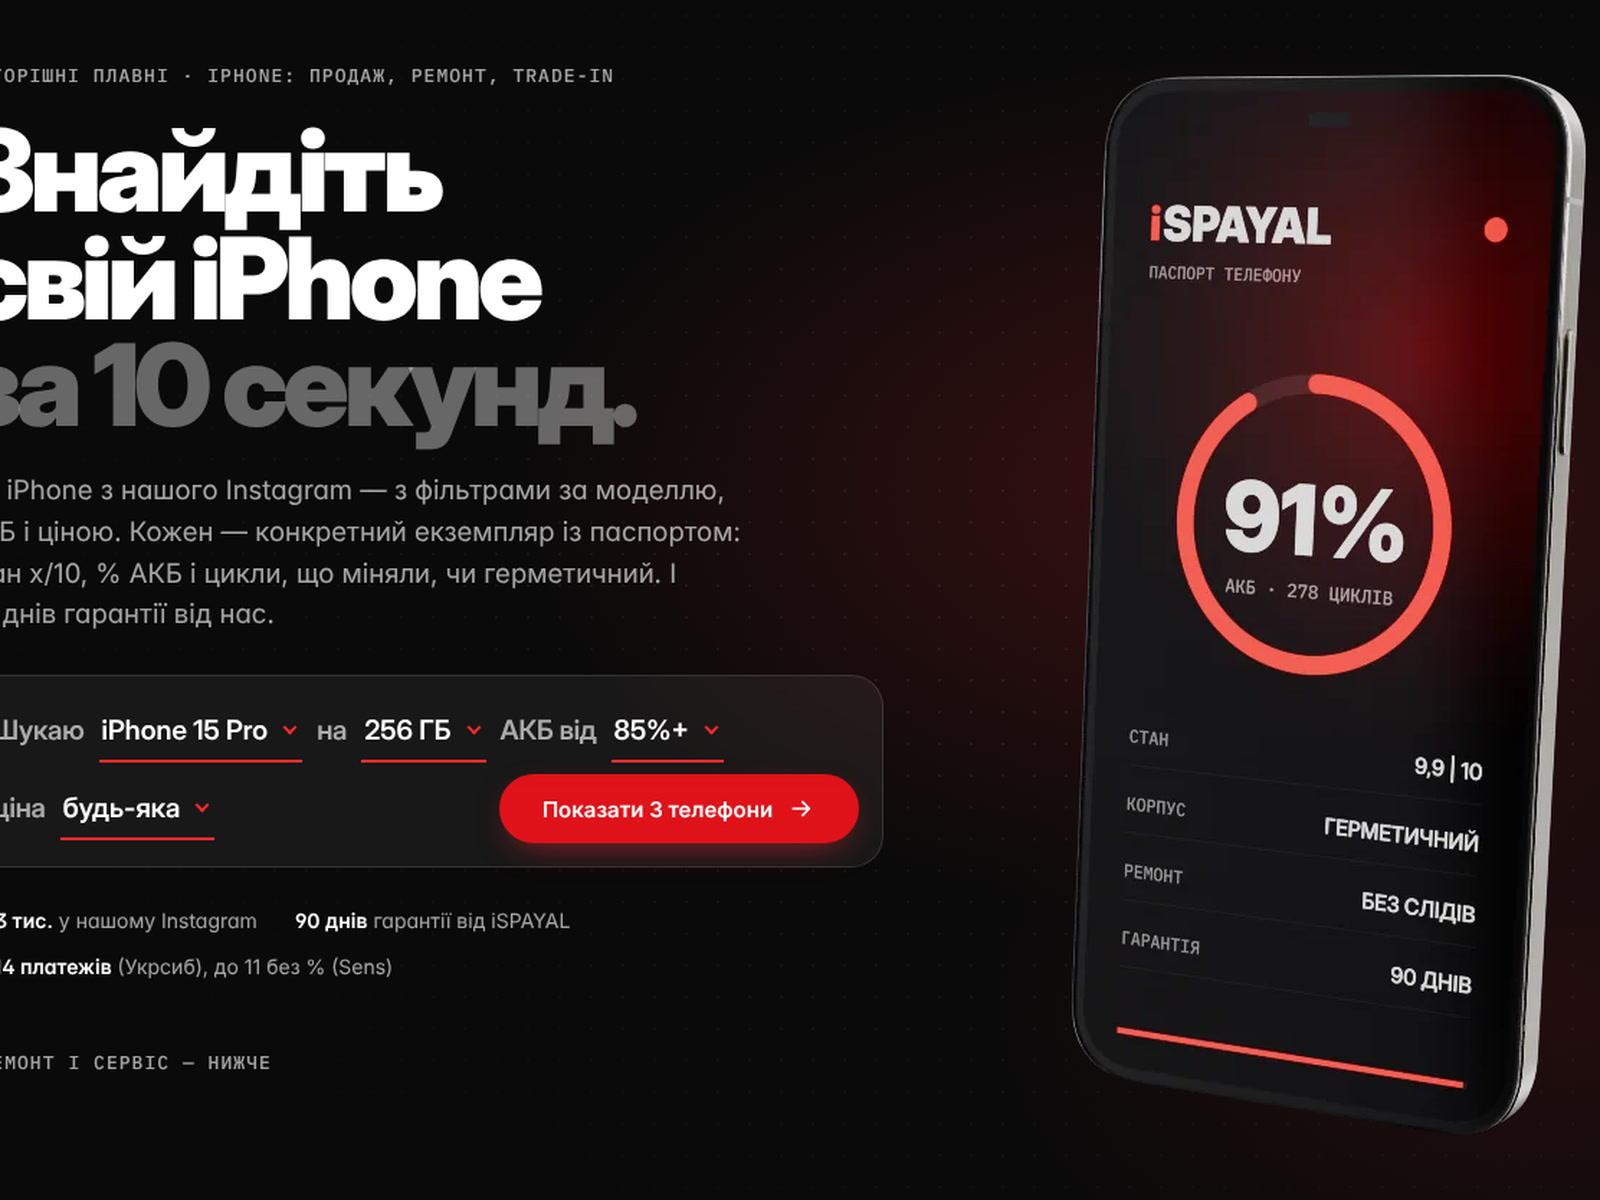 ОРІШНІ ПЛАВНІ · IPHONE: ПРОДАЖ, РЕМОНТ, TRADE-IN
Знайдіть
свій iPhone
за 10 секунд.
iPhone з нашого Instagram — з фільтрами за моделлю,
Б і ціною. Кожен — конкретний екземпляр із паспортом:
ан x/10, % АКБ і цикли, що міняли, чи герметичний. І
днів гарантії від нас.
Шукаю iPhone 15 Pro на 256 ГБ АКБ від 85%+
ціна будь-яка
Показати 3 телефони →
3 тис. у нашому Instagram 90 днів гарантії від iSPAYAL
14 платежів (Укрсиб), до 11 без % (Sens)
ЕМОНТ І СЕРВІС — НИЖЧЕ
iSPAYAL
ПАСПОРТ ТЕЛЕФОНУ
91%
АКБ · 278 ЦИКЛІВ
СТАН 9,9 | 10
КОРПУС ГЕРМЕТИЧНИЙ
РЕМОНТ БЕЗ СЛІДІВ
ГАРАНТІЯ 90 ДНІВ